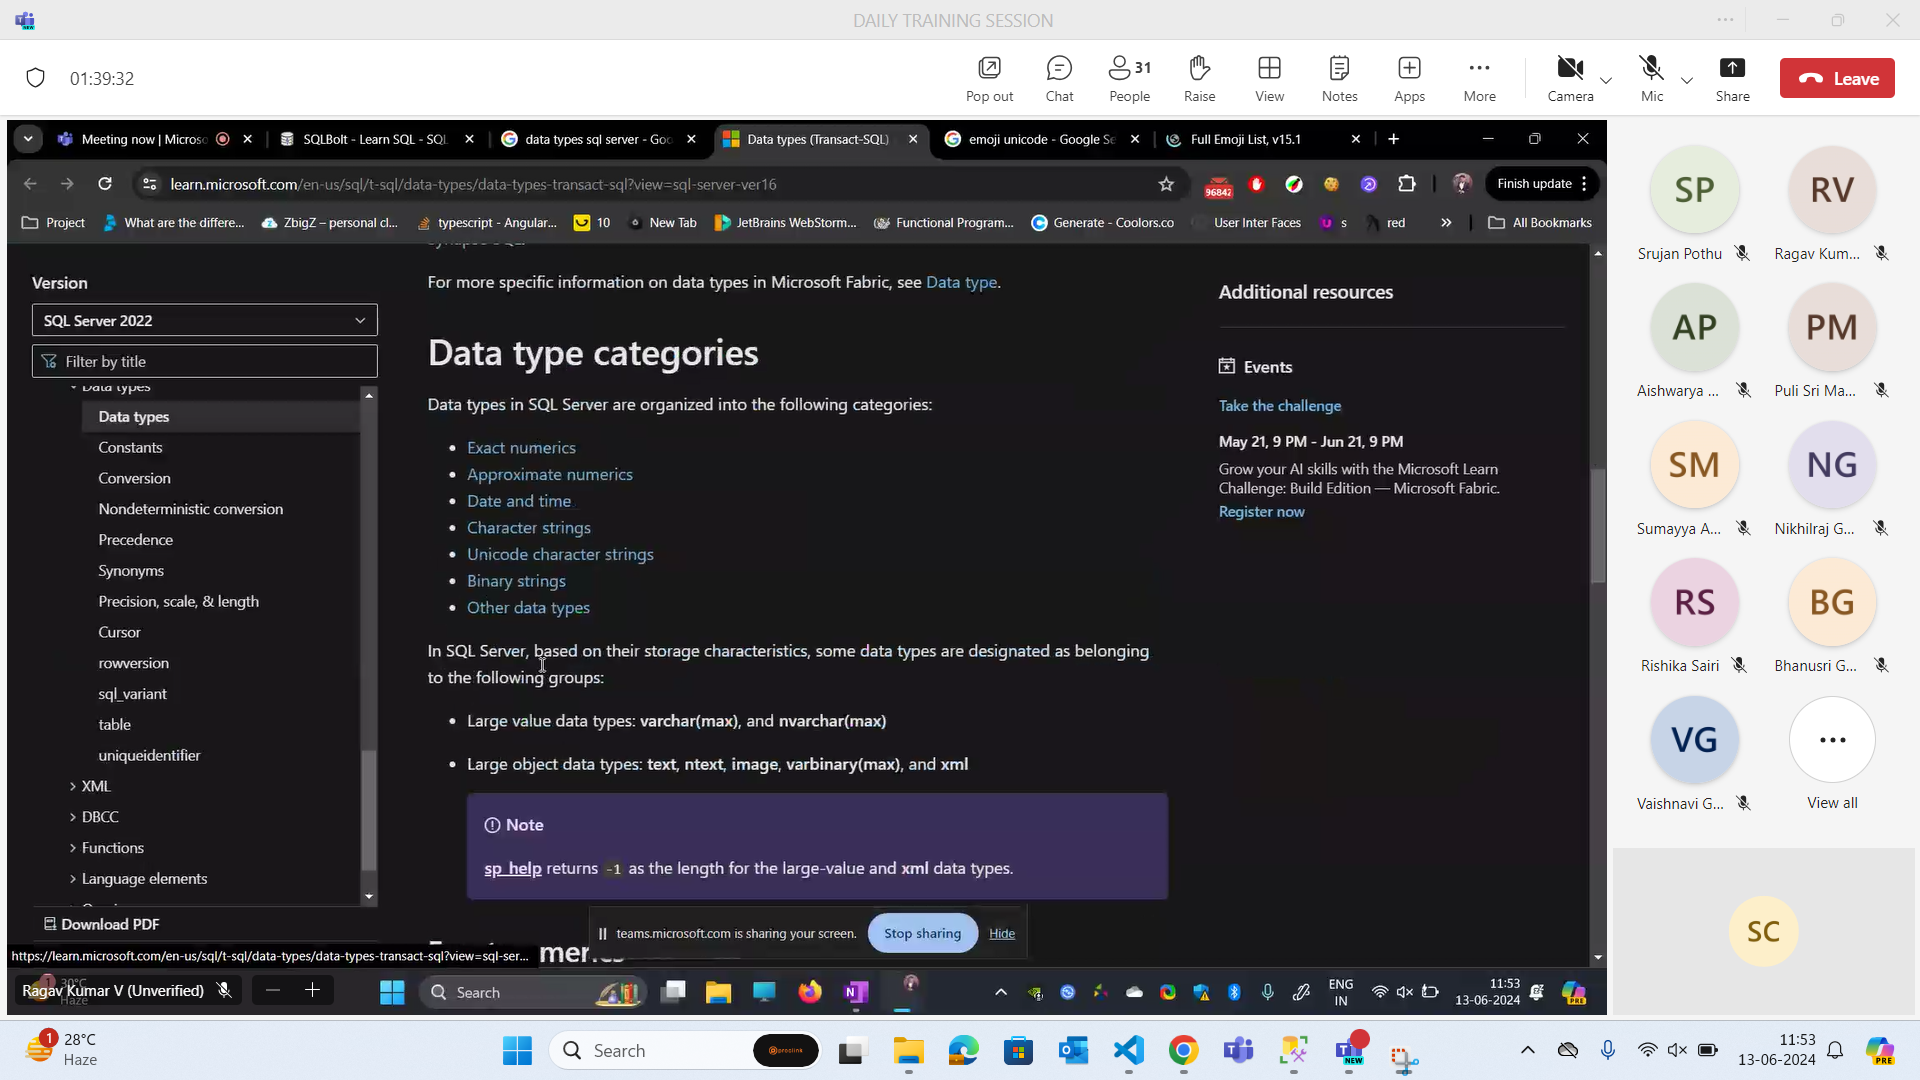 DAILY TRAINING SESSION
01:39:32
Pop out
Chat
31
People
Raise
View
Notes
Apps
More
Camera
Mic
Share
Leave
Meeting now | Microso
SQLBolt - Learn SQL - SQL
data types sql server - Goo
Data types (Transact-SQL)
emoji unicode - Google Se
Full Emoji List, v15.1
learn.microsoft.com/en-us/sql/t-sql/data-types/data-types-transact-sql?view=sql-server-ver16
96842
Finish update
Project
What are the differe...
ZbigZ – personal cl...
typescript - Angular...
10
New Tab
JetBrains WebStorm...
Functional Program...
Generate - Coolors.co
User Inter Faces
s
red
All Bookmarks
Version
SQL Server 2022
Filter by title
Data types
Data types
Constants
Conversion
Nondeterministic conversion
Precedence
Synonyms
Precision, scale, & length
Cursor
rowversion
sql_variant
table
uniqueidentifier
XML
DBCC
Functions
Language elements
Download PDF
https://learn.microsoft.com/en-us/sql/t-sql/data-types/data-types-transact-sql?view=sql-ser...
Synapse SQL.
For more specific information on data types in Microsoft Fabric, see Data type.
Data type categories
Data types in SQL Server are organized into the following categories:
Exact numerics
Approximate numerics
Date and time
Character strings
Unicode character strings
Binary strings
Other data types
In SQL Server, based on their storage characteristics, some data types are designated as belonging
to the following groups:
Large value data types: varchar(max), and nvarchar(max)
Large object data types: text, ntext, image, varbinary(max), and xml
Note
sp_help returns -1 as the length for the large-value and xml data types.
Additional resources
Events
Take the challenge
May 21, 9 PM - Jun 21, 9 PM
Grow your AI skills with the Microsoft Learn
Challenge: Build Edition — Microsoft Fabric.
Register now
teams.microsoft.com is sharing your screen.
Stop sharing
Hide
30°C
Haze
Ragav Kumar V (Unverified)
Search
ENG
IN
11:53
13-06-2024
PRE
SP
Srujan Pothu
RV
Ragav Kum...
AP
Aishwarya ...
PM
Puli Sri Ma...
SM
Sumayya A...
NG
Nikhilraj G...
RS
Rishika Sairi
BG
Bhanusri G...
VG
Vaishnavi G...
View all
SC
1
28°C
Haze
Search
proclink
NEW
11:53
13-06-2024
PRE